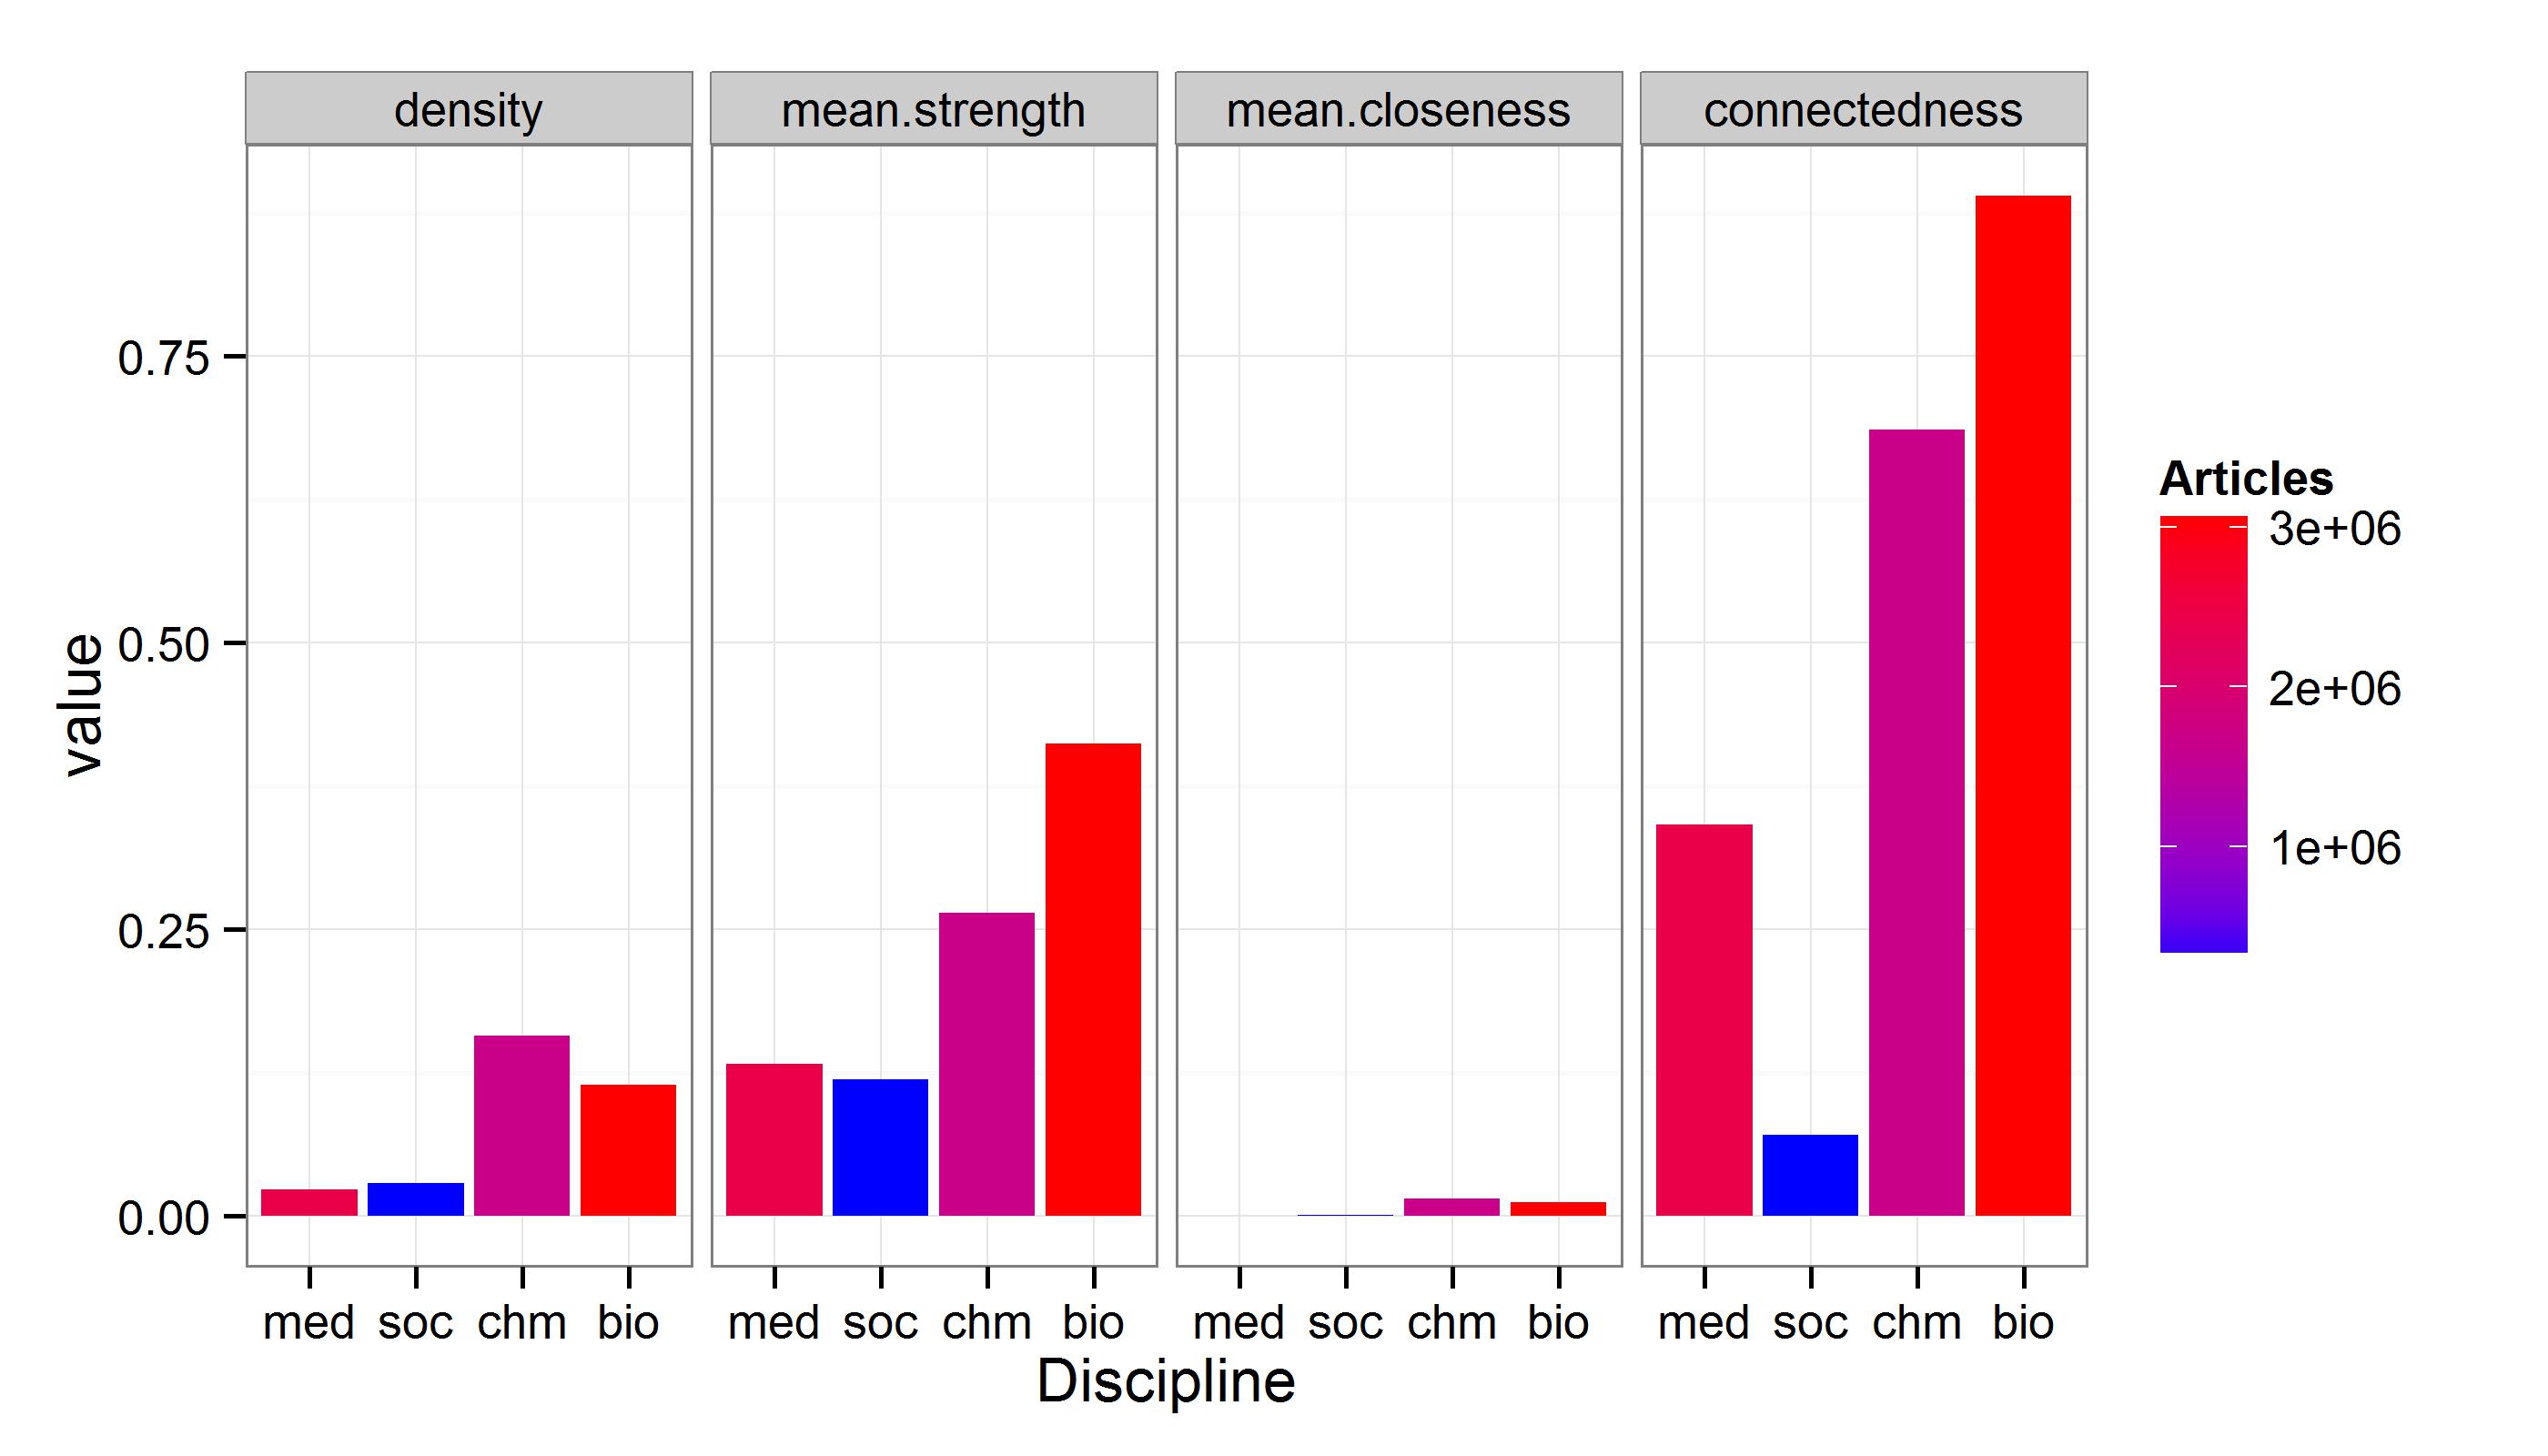 density mean.strength mean.closeness connectedness
0.75
0.50
0.25
0.00
value
med soc chm bio med soc chm bio med soc chm bio med soc chm bio
Discipline
Articles
3e+06
2e+06
1e+06